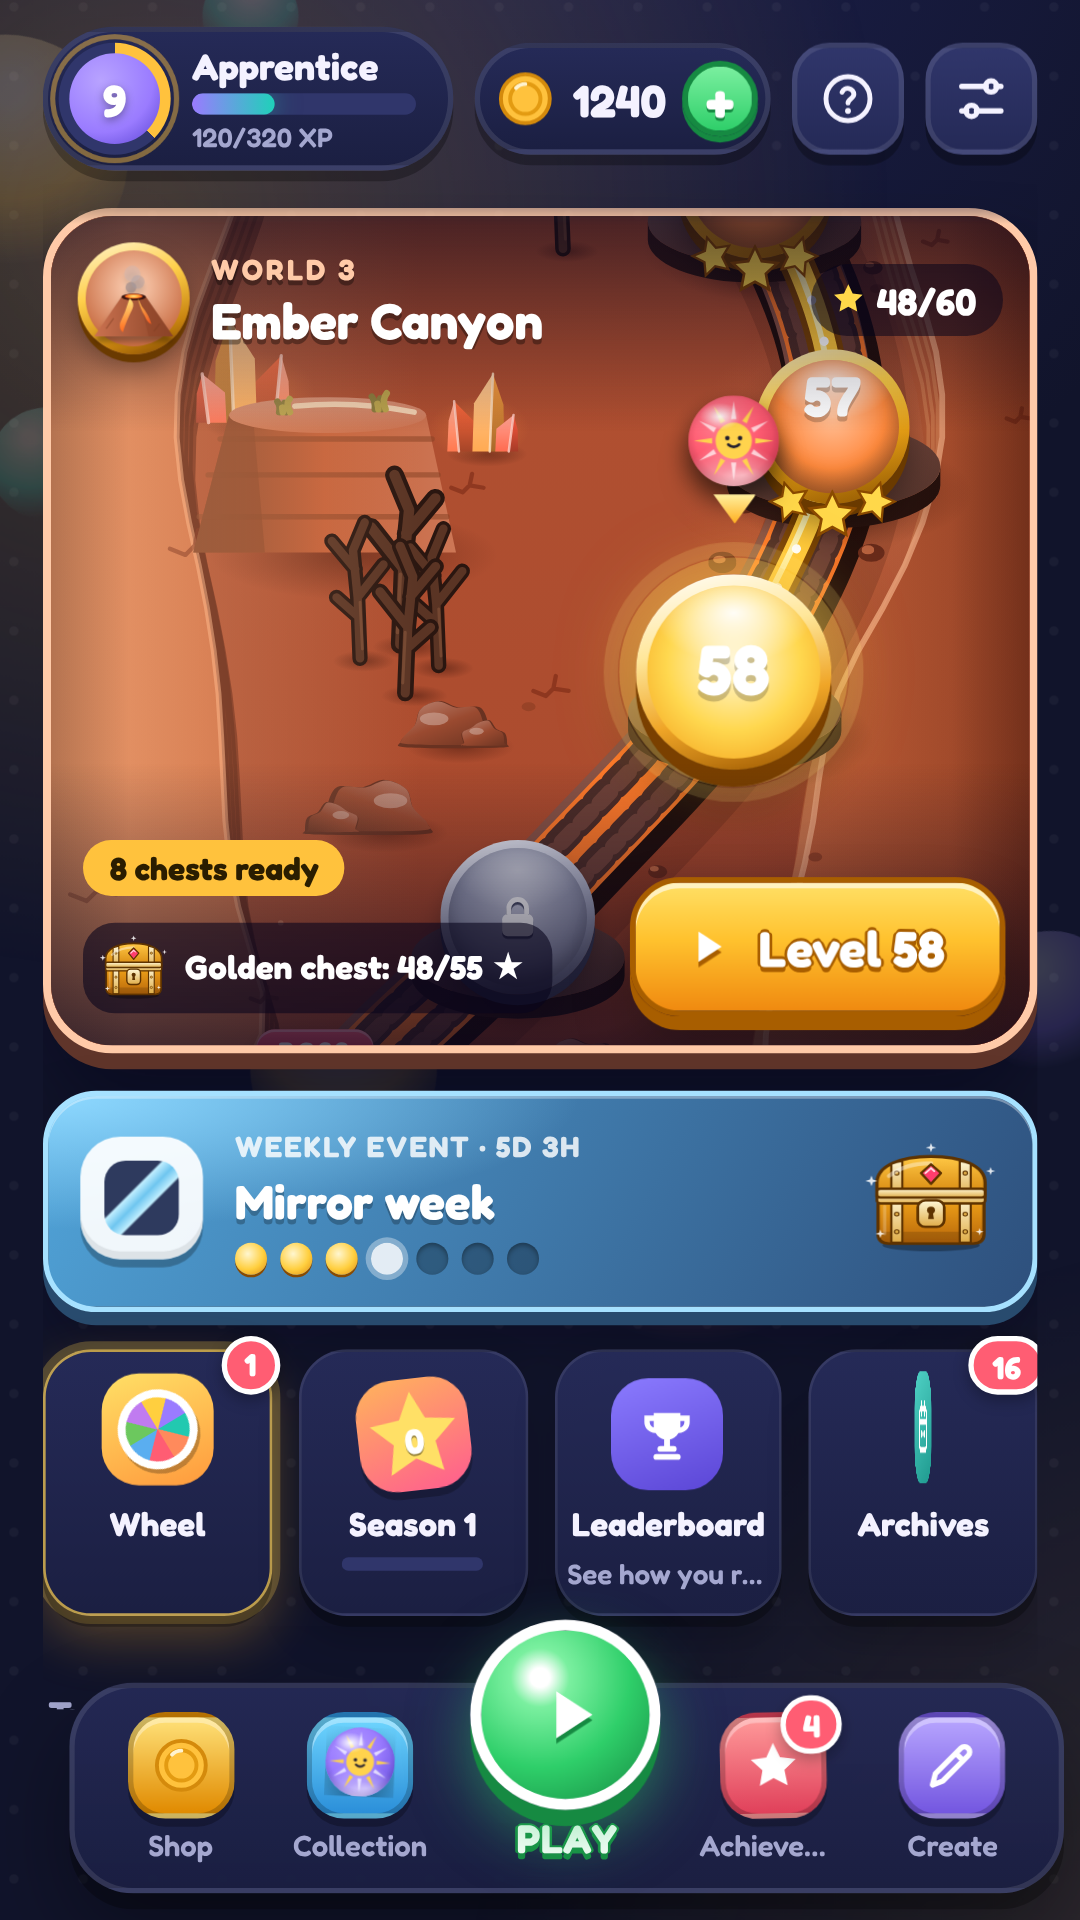 9
Apprentice
120/320 XP
1240
WORLD 3
Ember Canyon
48/60
57
58
8 chests ready
Golden chest: 48/55 ★
Level 58
WEEKLY EVENT · 5D 3H
Mirror week
1
16
0
Wheel
Season 1
Leaderboard
Archives
See how you r...
4
Shop
Collection
PLAY
Achieve...
Create